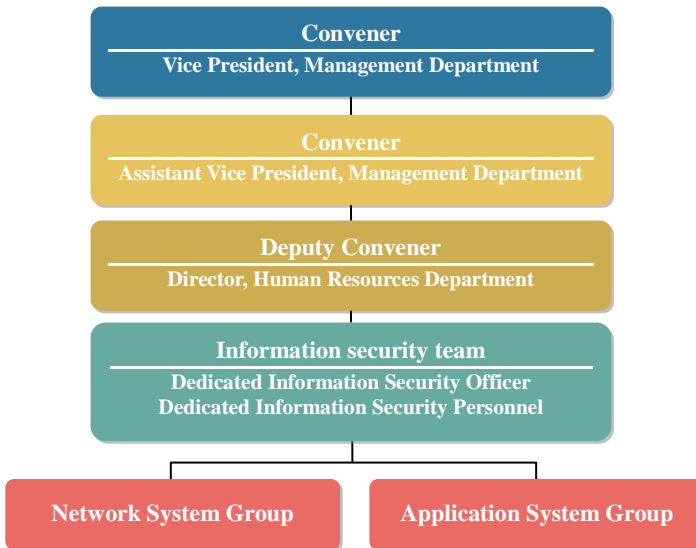 Convener
Vice President, Management Department
Convener
Assistant Vice President, Management Department
Deputy Convener
Director, Human Resources Department
Information security team
Dedicated Information Security Officer
Dedicated Information Security Personnel
Network System Group
Application System Group